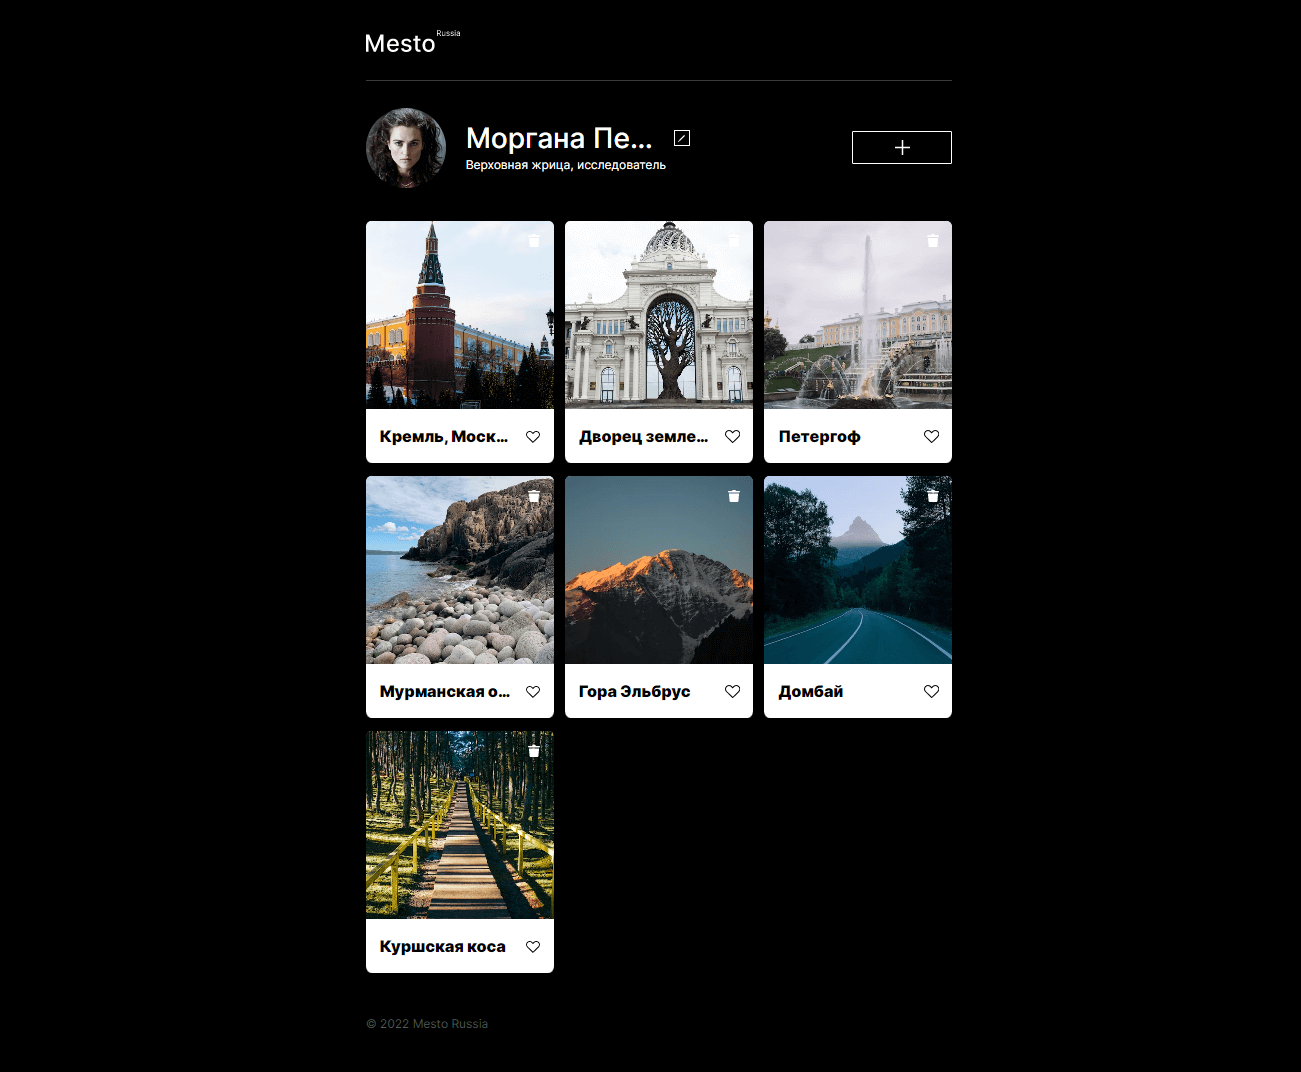 Mesto Russia
Моргана Пе...
Верховная жрица, исследователь
Кремль, Моск...
Дворец земле...
Петергоф
Мурманская о...
Гора Эльбрус
Домбай
Куршская коса
© 2022 Mesto Russia